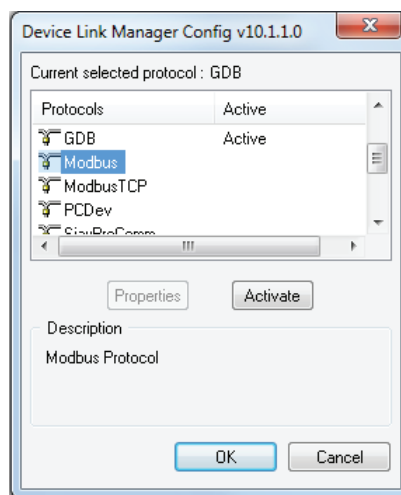 Device Link Manager Config v10.1.1.0
Current selected protocol : GDB
Protocols Active
GDB Active
Modbus
ModbusTCP
PCDev
Properties Activate
Description
Modbus Protocol
OK Cancel